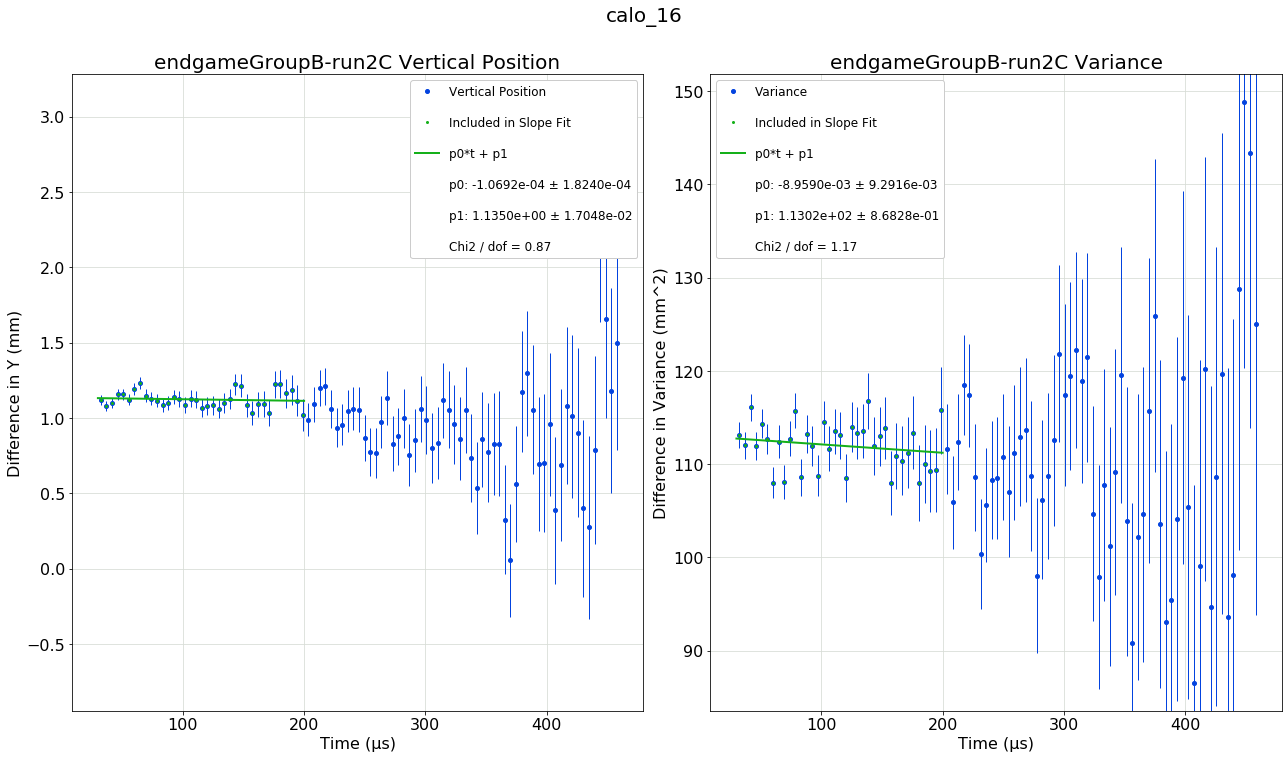 calo_16
endgameGroupB-run2C Vertical Position
Difference in Y (mm)
3.0
2.5
2.0
1.5
1.0
0.5
0.0
−0.5
100 200 300 400
Time (μs)
Vertical Position
Included in Slope Fit
p0*t + p1
p0: -1.0692e-04 ± 1.8240e-04
p1: 1.1350e+00 ± 1.7048e-02
Chi2 / dof = 0.87
endgameGroupB-run2C Variance
Difference in Variance (mm^2)
150
140
130
120
110
100
90
100 200 300 400
Time (μs)
Variance
Included in Slope Fit
p0*t + p1
p0: -8.9590e-03 ± 9.2916e-03
p1: 1.1302e+02 ± 8.6828e-01
Chi2 / dof = 1.17